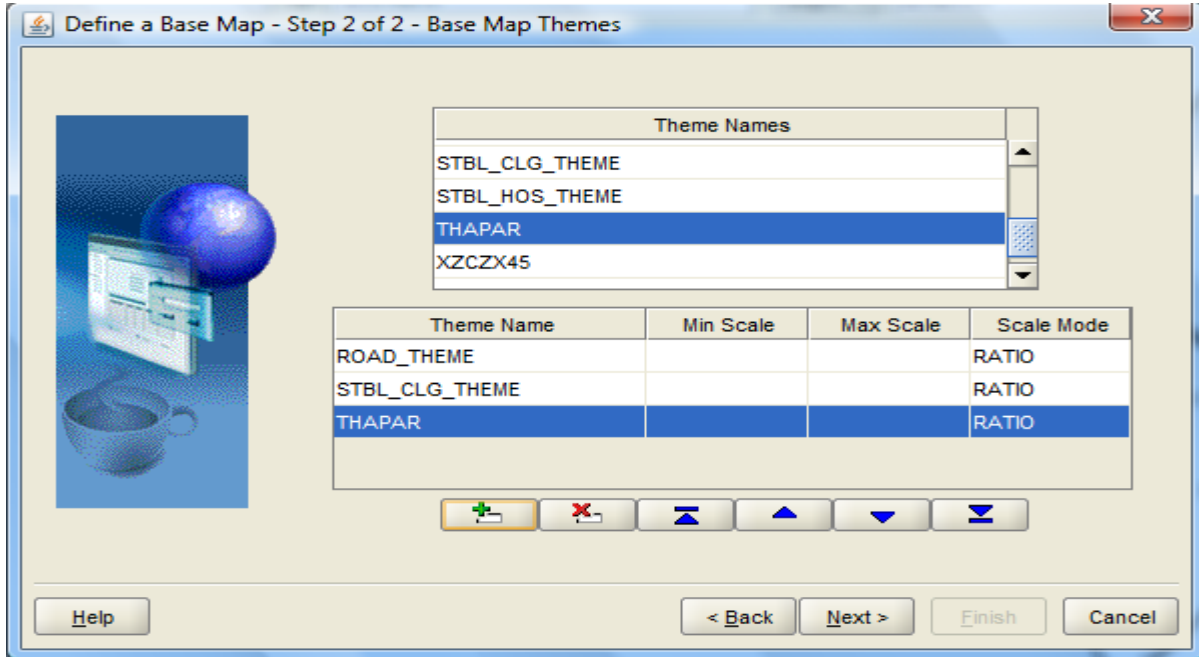 Define a Base Map - Step 2 of 2 - Base Map Themes
Theme Names
STBL_CLG_THEME
STBL_HOS_THEME
THAPAR
XZCZX45
Theme Name Min Scale Max Scale Scale Mode
ROAD_THEME RATIO
STBL_CLG_THEME RATIO
THAPAR RATIO
Help < Back Next > Finish Cancel